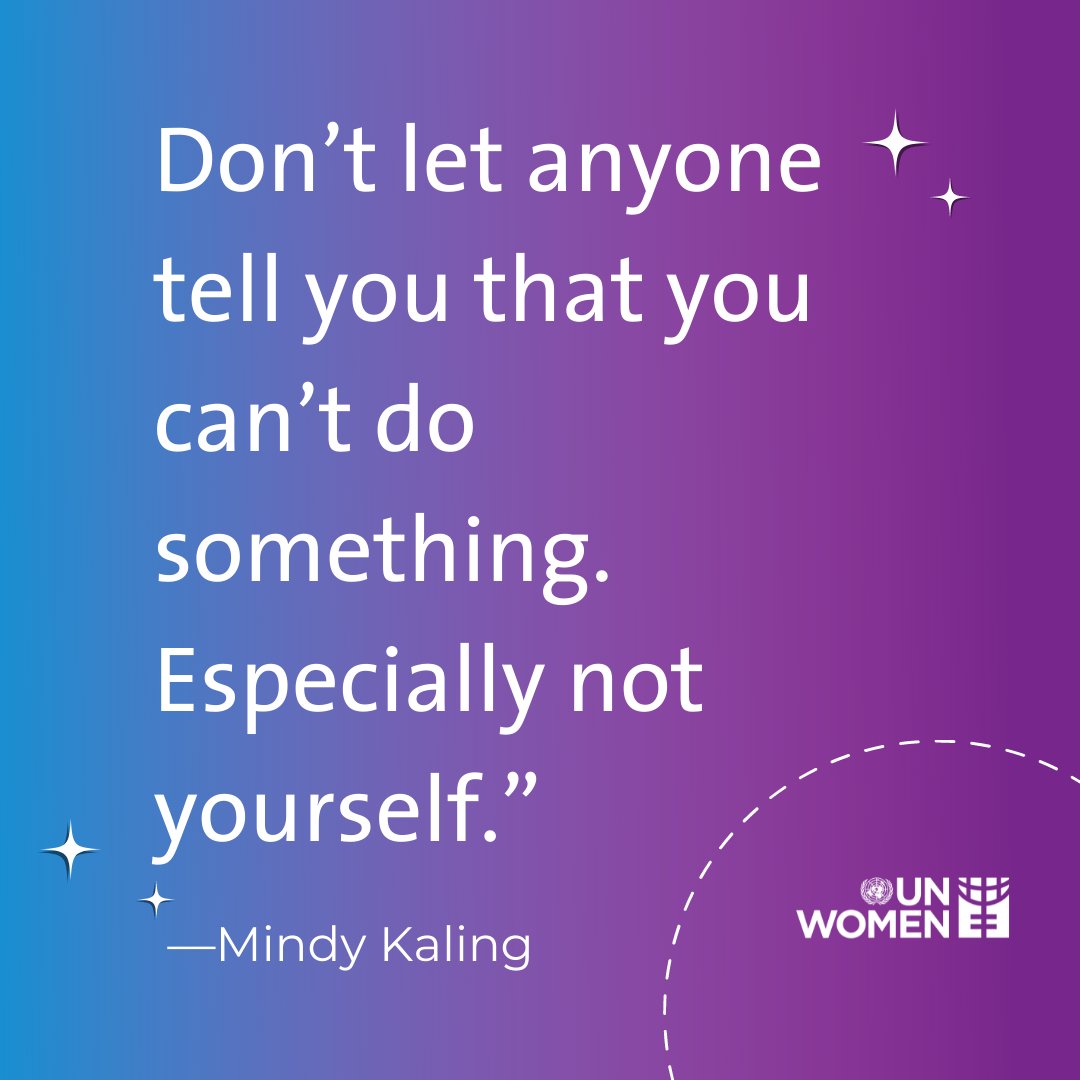 Don’t let anyone
tell you that you
can’t do
something.
Especially not
yourself.”
—Mindy Kaling
UN
WOMEN